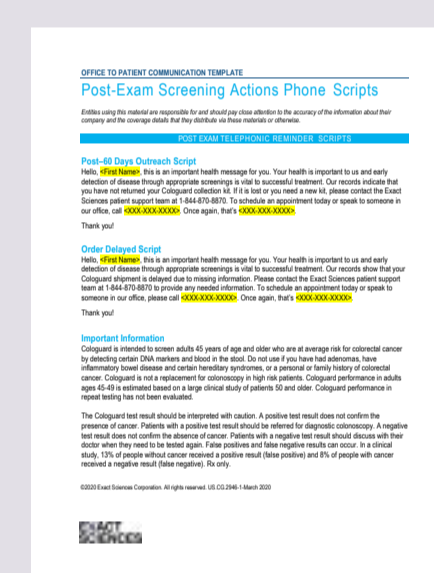 OFFICE TO PATIENT COMMUNICATION TEMPLATE
Post-Exam Screening Actions Phone Scripts
Entities using this material are responsible for and should pay close attention to the accuracy of the information about their
company and the coverage details that they distribute via these materials or otherwise.
POST EXAM TELEPHONIC REMINDER SCRIPTS
Post–60 Days Outreach Script
Hello, <First Name>, this is an important health message for you. Your health is important to us and early
detection of disease through appropriate screenings is vital to successful treatment. Our records indicate that
you have not returned your Cologuard collection kit. If it is lost or you need a new kit, please contact the Exact
Sciences patient support team at 1-844-870-8870. To schedule an appointment today or speak to someone in
our office, call <XXX-XXX-XXXX>. Once again, that's <XXX-XXX-XXXX>.
Thank you!
Order Delayed Script
Hello, <First Name>, this is an important health message for you. Your health is important to us and early
detection of disease through appropriate screenings is vital to successful treatment. Our records show that your
Cologuard shipment is delayed due to missing information. Please contact the Exact Sciences patient support
team at 1-844-870-8870 to provide any needed information. To schedule an appointment today or speak to
someone in our office, please call <XXX-XXX-XXXX>. Once again, that's <XXX-XXX-XXXX>.
Thank you!
Important Information
Cologuard is intended to screen adults 45 years of age and older who are at average risk for colorectal cancer
by detecting certain DNA markers and blood in the stool. Do not use if you have had adenomas, have
inflammatory bowel disease and certain hereditary syndromes, or a personal or family history of colorectal
cancer. Cologuard is not a replacement for colonoscopy in high risk patients. Cologuard performance in adults
ages 45-49 is estimated based on a large clinical study of patients 50 and older. Cologuard performance in
repeat testing has not been evaluated.
The Cologuard test result should be interpreted with caution. A positive test result does not confirm the
presence of cancer. Patients with a positive test result should be referred for diagnostic colonoscopy. A negative
test result does not confirm the absence of cancer. Patients with a negative test result should discuss with their
doctor when they need to be tested again. False positives and false negative results can occur. In a clinical
study, 13% of people without cancer received a positive result (false positive) and 8% of people with cancer
received a negative result (false negative). Rx only.
©2020 Exact Sciences Corporation. All rights reserved. US.CG.2946-1-March 2020
EXACT
SCIENCES